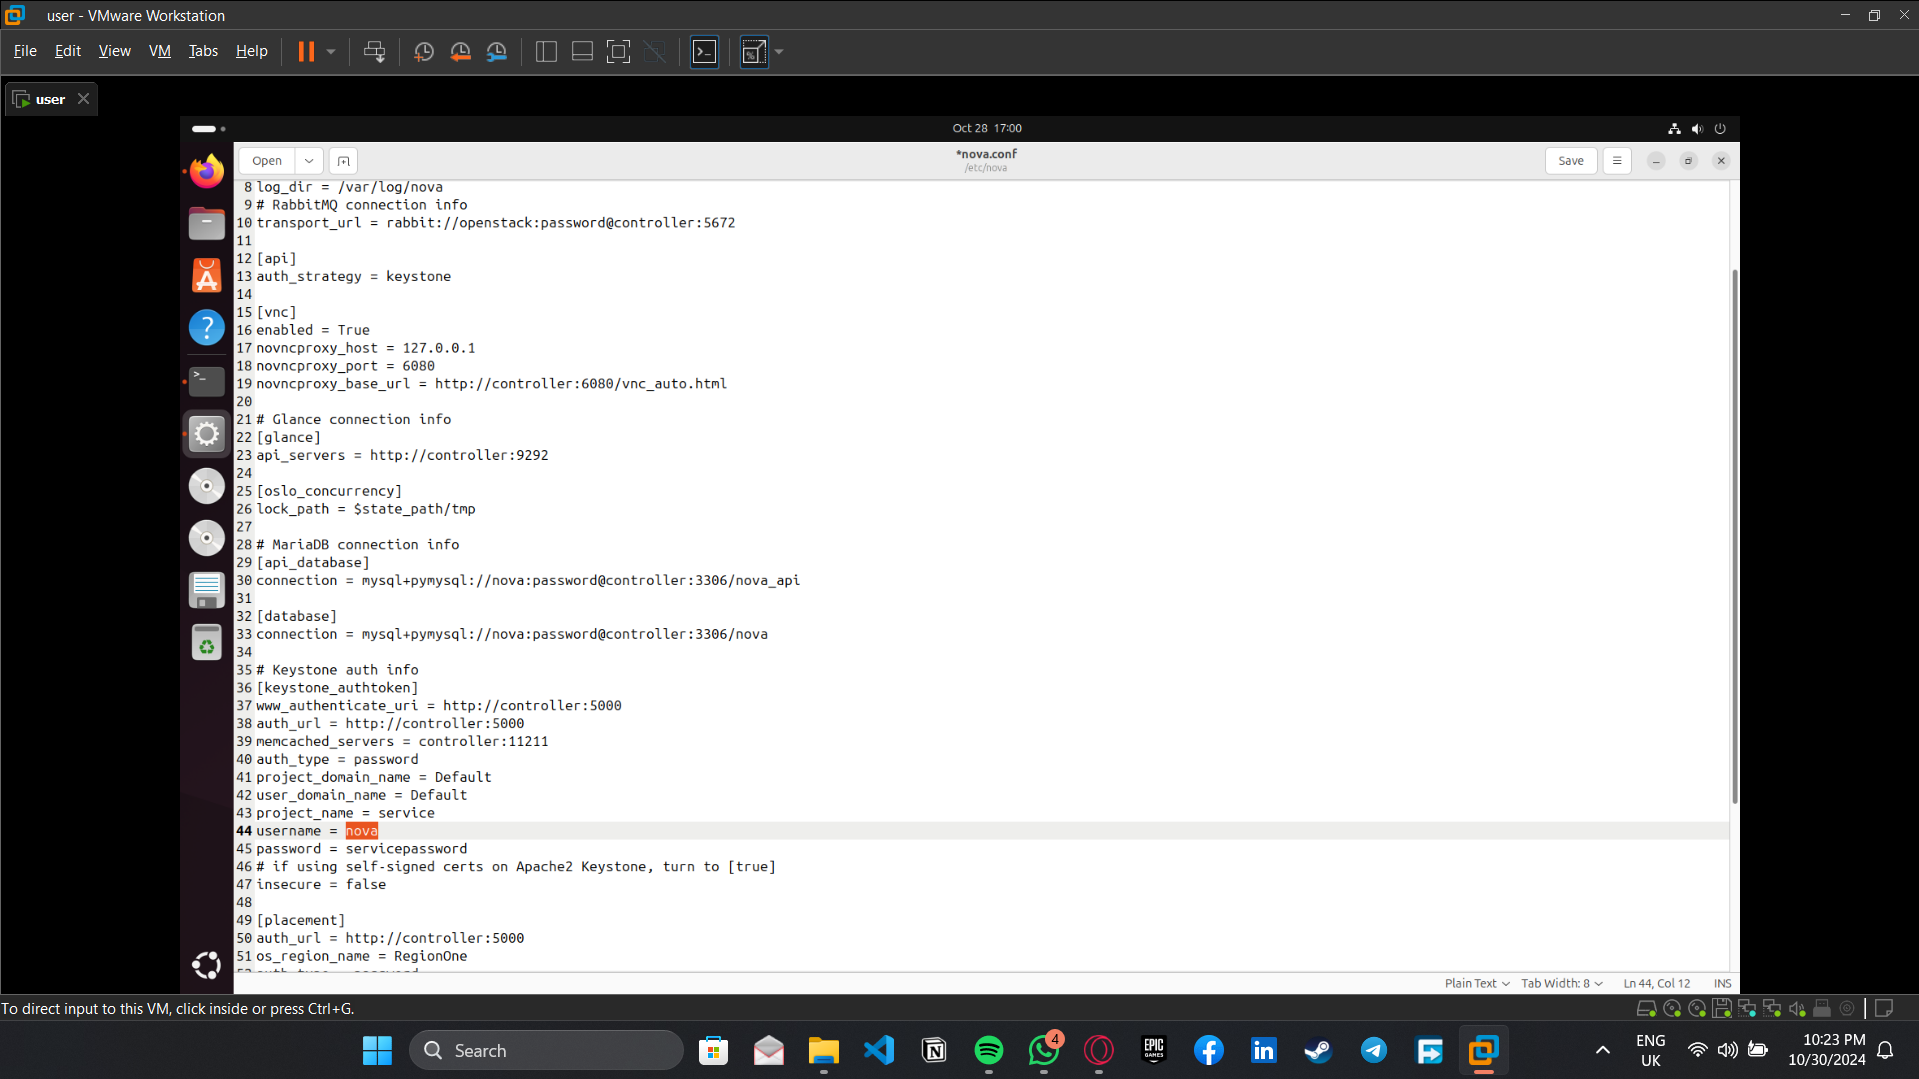 user - VMware Workstation
File Edit View VM Tabs Help
user
Oct 28 17:00
Open
*nova.conf
/etc/nova
Save
8 log_dir = /var/log/nova
9 # RabbitMQ connection info
10 transport_url = rabbit://openstack:password@controller:5672
11
12 [api]
13 auth_strategy = keystone
14
15 [vnc]
16 enabled = True
17 novncproxy_host = 127.0.0.1
18 novncproxy_port = 6080
19 novncproxy_base_url = http://controller:6080/vnc_auto.html
20
21 # Glance connection info
22 [glance]
23 api_servers = http://controller:9292
24
25 [oslo_concurrency]
26 lock_path = $state_path/tmp
27
28 # MariaDB connection info
29 [api_database]
30 connection = mysql+pymysql://nova:password@controller:3306/nova_api
31
32 [database]
33 connection = mysql+pymysql://nova:password@controller:3306/nova
34
35 # Keystone auth info
36 [keystone_authtoken]
37 www_authenticate_uri = http://controller:5000
38 auth_url = http://controller:5000
39 memcached_servers = controller:11211
40 auth_type = password
41 project_domain_name = Default
42 user_domain_name = Default
43 project_name = service
44 username = nova
45 password = servicepassword
46 # if using self-signed certs on Apache2 Keystone, turn to [true]
47 insecure = false
48
49 [placement]
50 auth_url = http://controller:5000
51 os_region_name = RegionOne
Plain Text Tab Width: 8 Ln 44, Col 12 INS
To direct input to this VM, click inside or press Ctrl+G.
Search
4
EPIC GAMES
ENG
UK
10:23 PM
10/30/2024